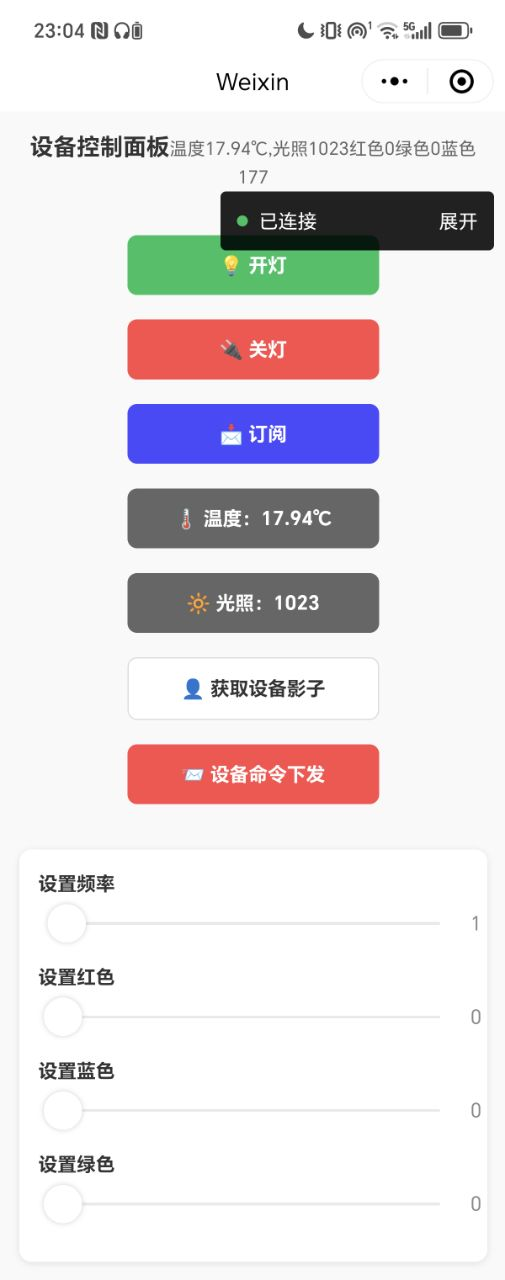 23:04
5G
Weixin
设备控制面板温度17.94℃,光照1023红色0绿色0蓝色
177
已连接 展开
开灯
关灯
订阅
温度：17.94℃
光照：1023
获取设备影子
设备命令下发
设置频率
1
设置红色
0
设置蓝色
0
设置绿色
0